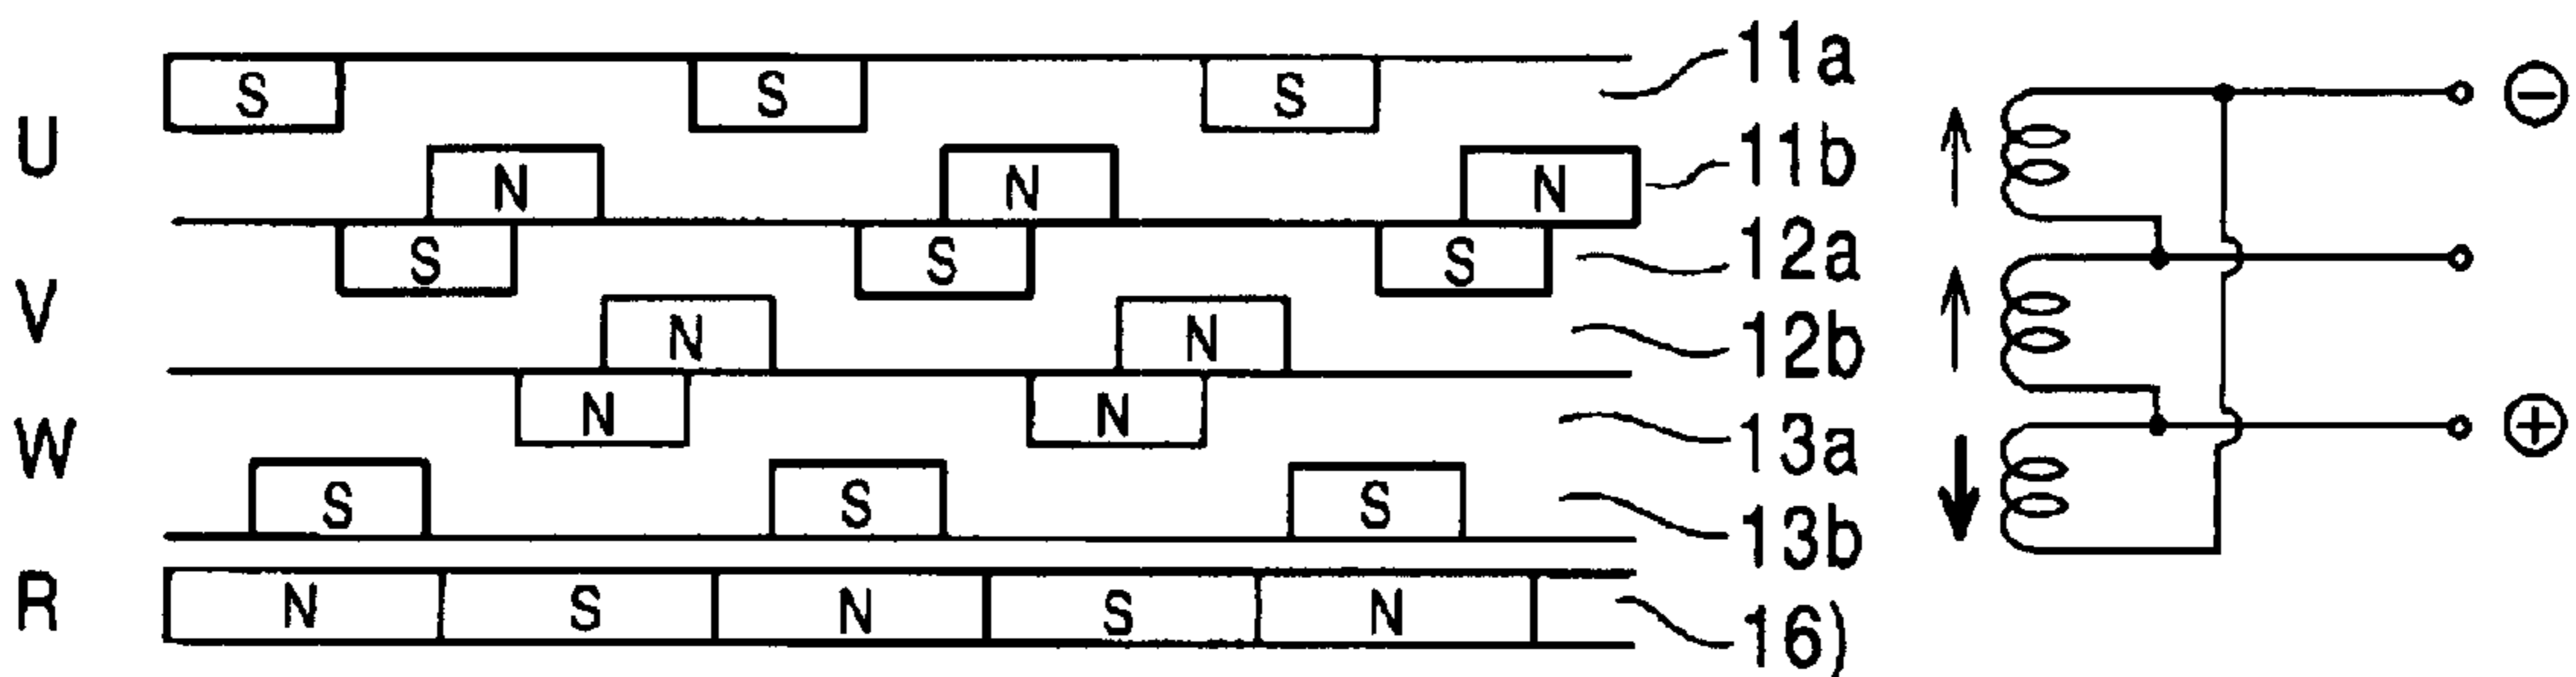 S S S 11a
⊖
U N N N 11b
S S S 12a
V N N 12b
N N 13a
⊕
W S S S 13b
R N S N S N 16)